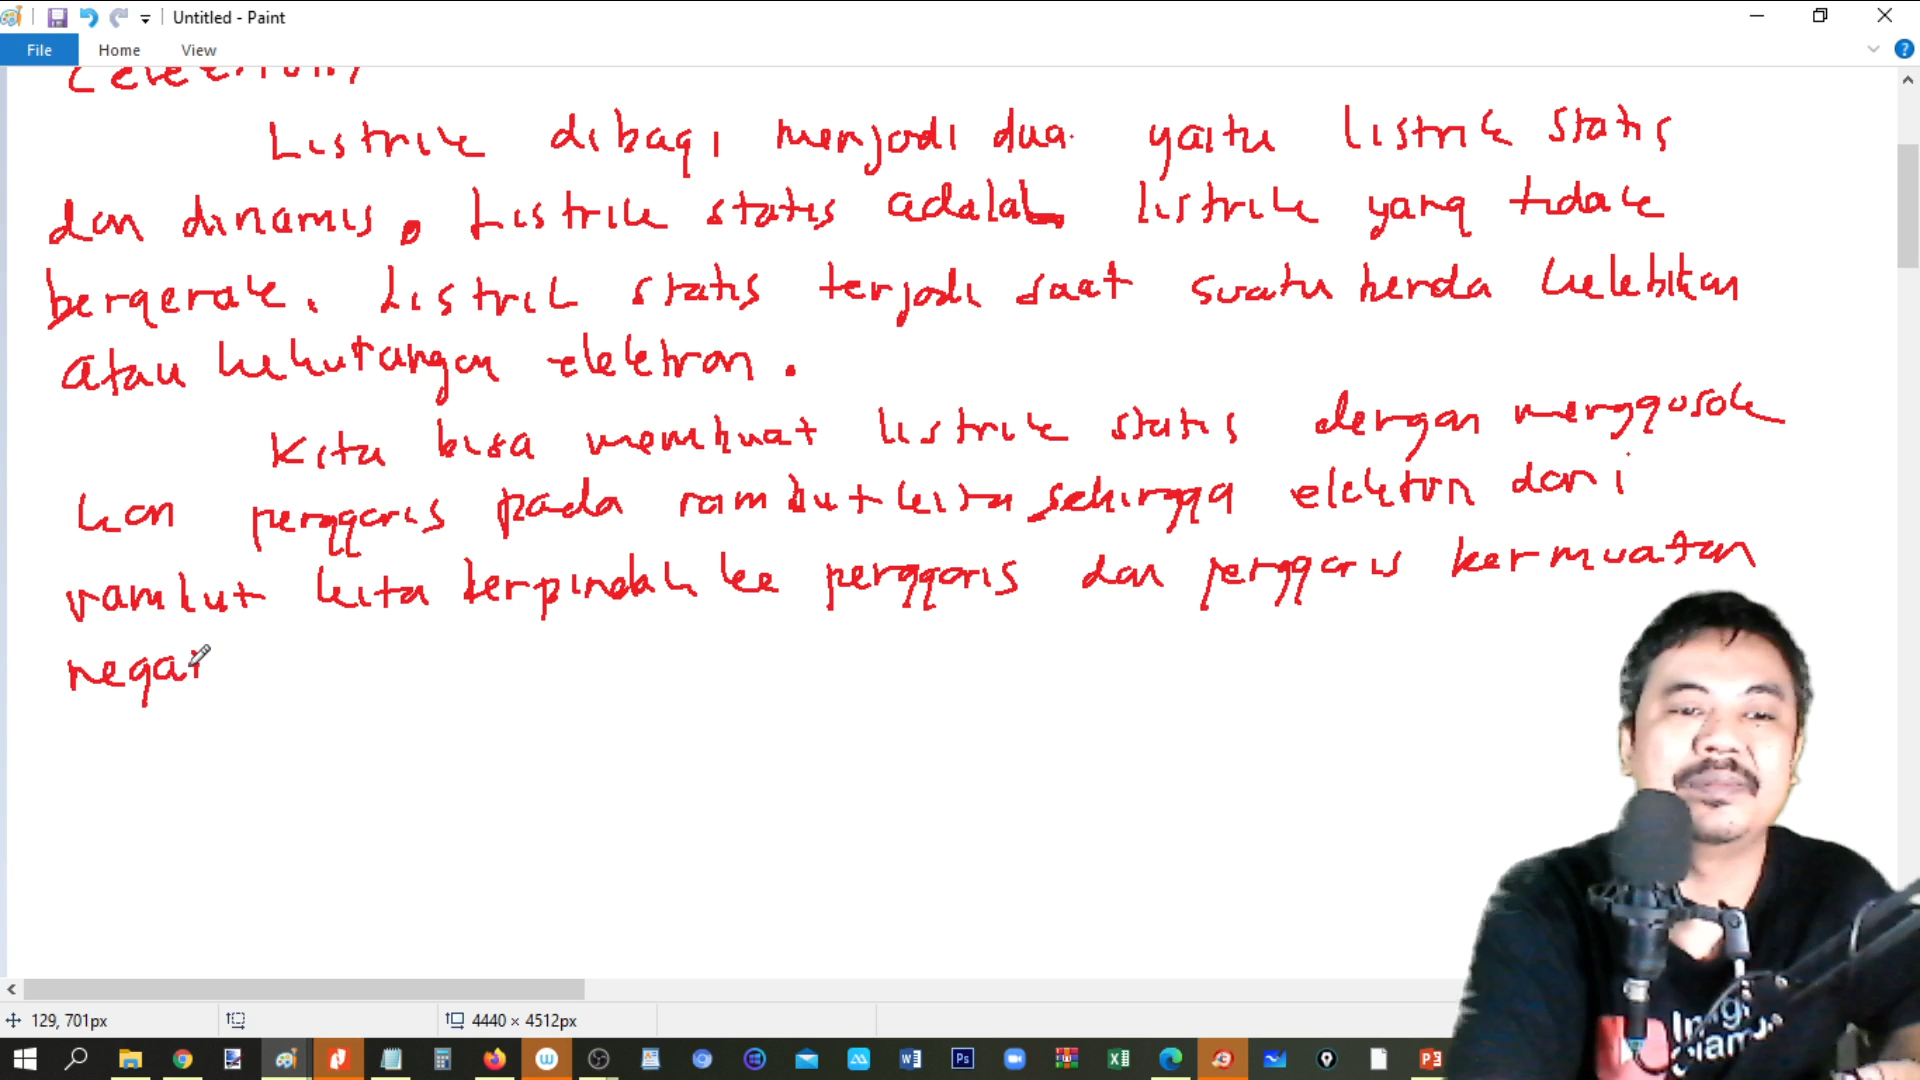 Untitled - Paint
File Home View
Listrik dibagi menjadi dua yaitu listrik statis
dan dinamis. Listrik statis adalah listrik yang tidak
bergerak. Listrik statis terjadi saat suatu benda kelebihan
atau kekurangan elektron.
Kita bisa membuat listrik statis dengan menggosok
kan penggaris pada rambut kita sehingga elektron dari
rambut kita berpindah ke penggaris dan penggaris bermuatan
negat
129, 701px
4440 × 4512px